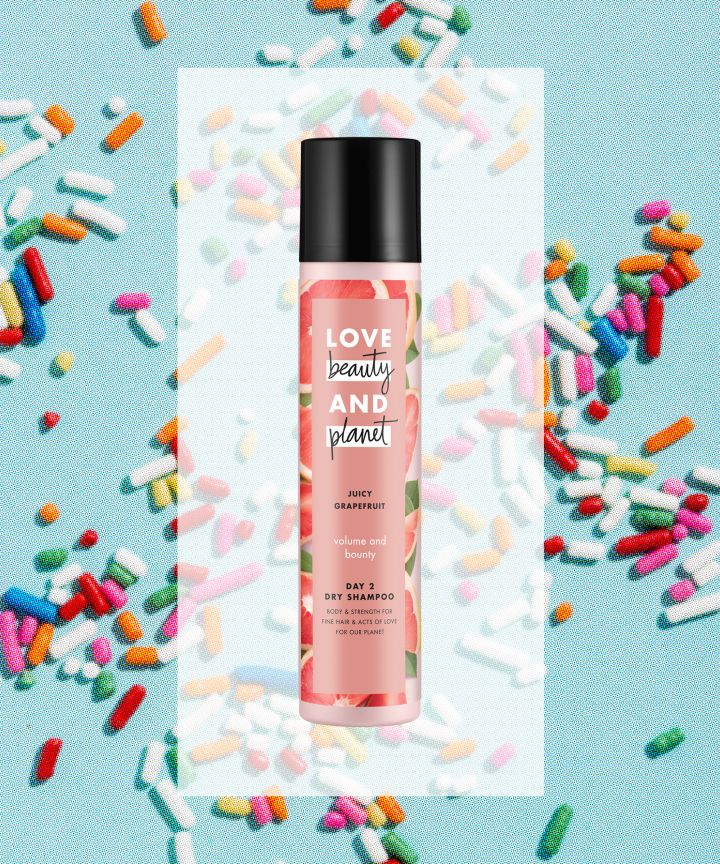 LOVE
beauty
AND
planet
JUICY
GRAPEFRUIT
volume and
bounty
DAY 2
DRY SHAMPOO
BODY & STRENGTH FOR
FINE HAIR & ACTS OF LOVE
FOR OUR PLANET